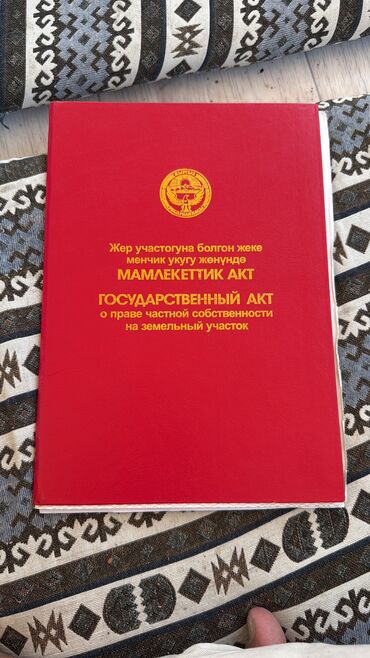 Жер участогуна болгон жеке
менчик укугу жөнүндө
МАМЛЕКЕТТИК АКТ
ГОСУДАРСТВЕННЫЙ АКТ
о праве частной собственности
на земельный участок